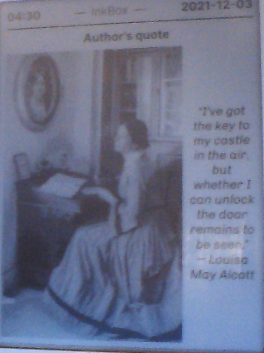 04:30 — InkBox — 2021-12-03
Author's quote
"I've got
the key to
my castle
in the air,
but
whether I
can unlock
the door
remains to
be seen."
— Louisa
May Alcott